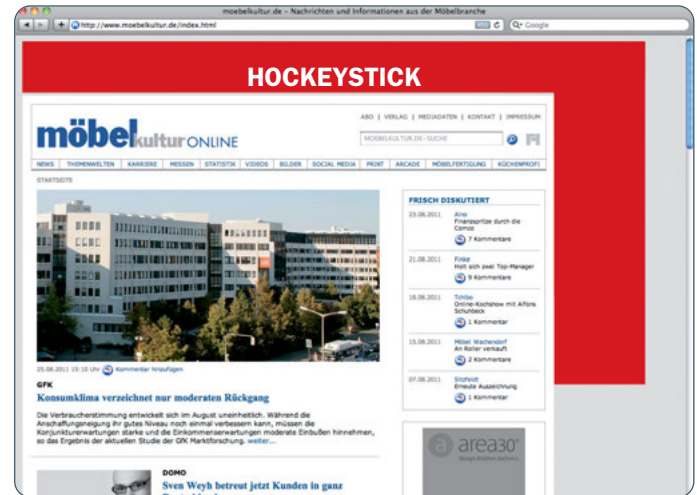 moebelkultur.de – Nachrichten und Informationen aus der Möbelbranche
http://www.moebelkultur.de/index.html
Google
HOCKEYSTICK
ABO | VERLAG | MEDIADATEN | KONTAKT | IMPRESSUM
möbelkultur ONLINE
MOEBELKULTUR.DE-SUCHE
NEWS THEMENWELTEN KARRIERE MESSEN STATISTIK VIDEOS BILDER SOCIAL MEDIA PRINT ARCADE MÖBELFERTIGUNG KÜCHENPROFI
STARTSEITE
FRISCH DISKUTIERT
23.08.2011 Aino
Finanzspritze durch die
Comco
7 Kommentare
21.08.2011 Finke
Holt sich zwei Top-Manager
9 Kommentare
18.08.2011 Tchibo
Online-Kochshow mit Alfons
Schuhbeck
1 Kommentar
15.08.2011 Möbel Wachendorf
An Roller verkauft
2 Kommentare
07.08.2011 Sitzfeldt
Erneute Auszeichnung
1 Kommentar
25.08.2011 15:10 Uhr Kommentar hinzufügen
GFK
Konsumklima verzeichnet nur moderaten Rückgang
Die Verbraucherstimmung entwickelt sich im August uneinheitlich. Während die
Anschaffungsneigung ihr gutes Niveau noch einmal verbessern kann, müssen die
Konjunkturerwartungen starke und die Einkommenserwartungen moderate Einbußen hinnehmen,
so das Ergebnis der aktuellen Studie der GfK Marktforschung. weiter...
area30
DOMO
Sven Weyh betreut jetzt Kunden in ganz